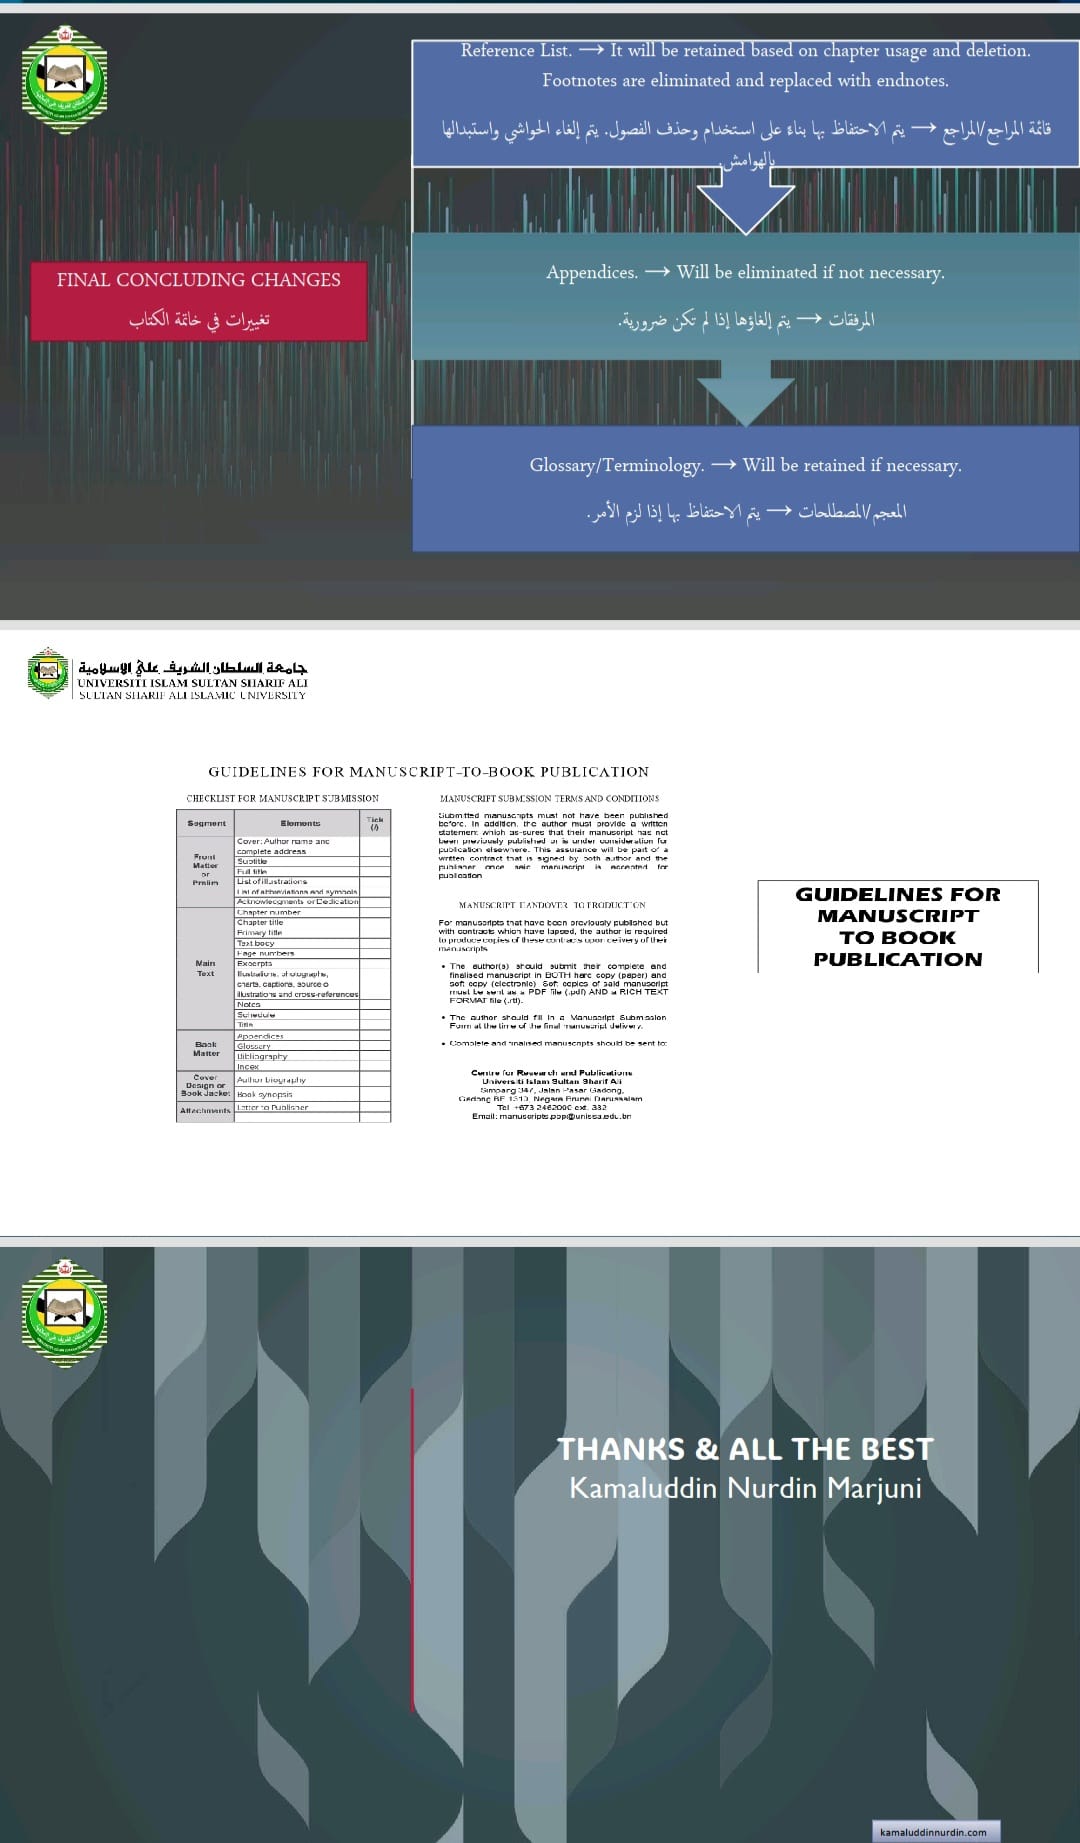 Reference List. → It will be retained based on chapter usage and deletion.
Footnotes are eliminated and replaced with endnotes.
قائمة المراجع/المراجع → يتم الاحتفاظ بها بناءً على استخدام وحذف الفصول. يتم إلغاء الحواشي واستبدالها
بالهوامش.
FINAL CONCLUDING CHANGES
تغييرات في خاتمة الكتاب
Appendices. → Will be eliminated if not necessary.
المرفقات → يتم إلغاؤها إذا لم تكن ضرورية.
Glossary/Terminology. → Will be retained if necessary.
المعجم/المصطلحات → يتم الاحتفاظ بها إذا لزم الأمر.
جامعة السلطان الشريف علي الإسلامية
UNIVERSITI ISLAM SULTAN SHARIF ALI
SULTAN SHARIF ALI ISLAMIC UNIVERSITY
GUIDELINES FOR MANUSCRIPT-TO-BOOK PUBLICATION
CHECKLIST FOR MANUSCRIPT SUBMISSION
Segment Elements Tick (/)
Front
Matter
or
Prelim
Cover: Author name and
complete address
Subtitle
Full title
List of illustrations
List of abbreviations and symbols
Acknowledgments or Dedication
Main
Text
Chapter number
Chapter title
Primary title
Text body
Page numbers
Excerpts
Illustrations, photographs,
charts, captions, source of
illustrations and cross-references
Notes
Schedule
Title
Back
Matter
Appendices
Glossary
Bibliography
Index
Cover
Design or
Book Jacket
Author biography
Book synopsis
Attachments
Letter to Publisher
MANUSCRIPT SUBMISSION TERMS AND CONDITIONS
Submitted manuscripts must not have been published
before. In addition, the author must provide a written
statement which as-sures that their manuscript has not
been previously published or is under consideration for
publication elsewhere. This assurance will be part of a
written contract that is signed by both author and the
publisher once said manuscript is accepted for
publication.
MANUSCRIPT HANDOVER TO PRODUCTION
For manuscripts that have been previously published but
with contracts which have lapsed, the author is required
to produce copies of these contracts upon delivery of their
manuscripts.
• The author(s) should submit their complete and
finalised manuscript in BOTH hard copy (paper) and
soft copy (electronic). Soft copies of said manuscript
must be sent as a PDF file (.pdf) AND a RICH TEXT
FORMAT file (.rtf).
• The author should fill in a Manuscript Submission
Form at the time of the final manuscript delivery.
• Complete and finalised manuscripts should be sent to:
Centre for Research and Publications
Universiti Islam Sultan Sharif Ali
Simpang 347, Jalan Pasar Gadong,
Gadong BE 1310, Negara Brunei Darussalam
Tel: +673 2462000 ext. 332
Email: manuscripts.ppp@unissa.edu.bn
GUIDELINES FOR
MANUSCRIPT
TO BOOK
PUBLICATION
THANKS & ALL THE BEST
Kamaluddin Nurdin Marjuni
kamaluddinnurdin.com